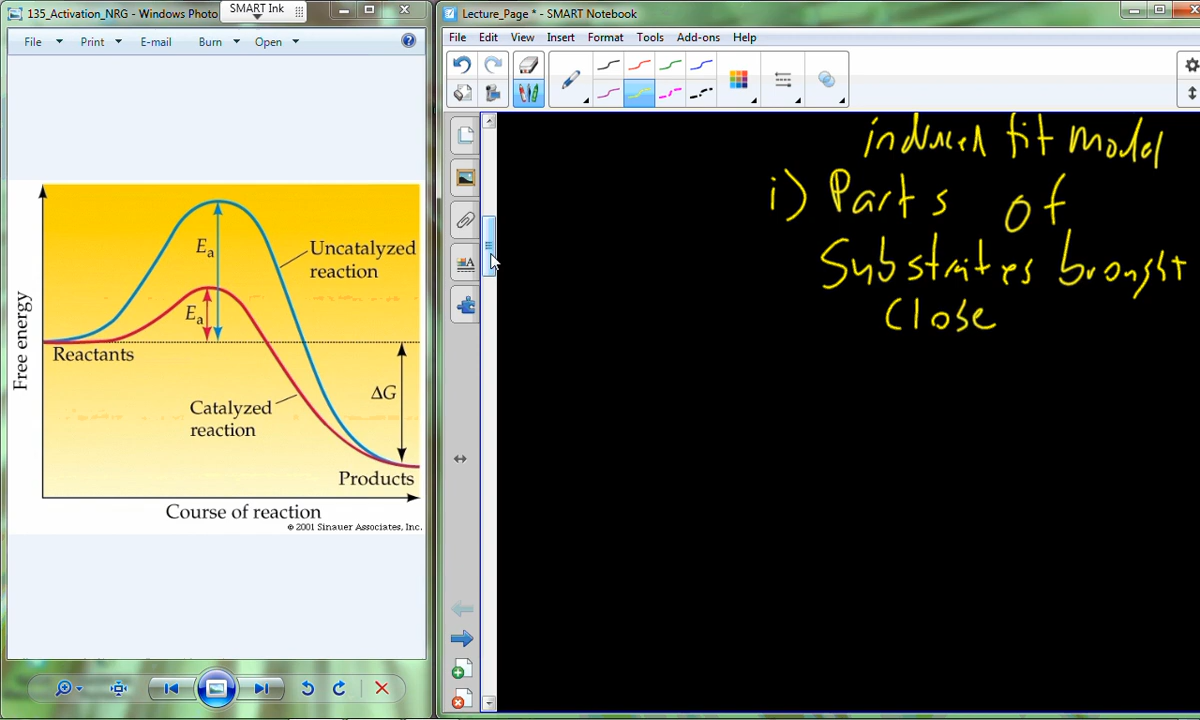 135_Activation_NRG - Windows Photo
SMART Ink
File Print E-mail Burn Open
Free energy
Ea
Uncatalyzed
reaction
Ea
Reactants
ΔG
Catalyzed
reaction
Products
Course of reaction
© 2001 Sinauer Associates, Inc.
Lecture_Page * - SMART Notebook
File Edit View Insert Format Tools Add-ons Help
induced fit model
i) Parts of
Substrates brought
close